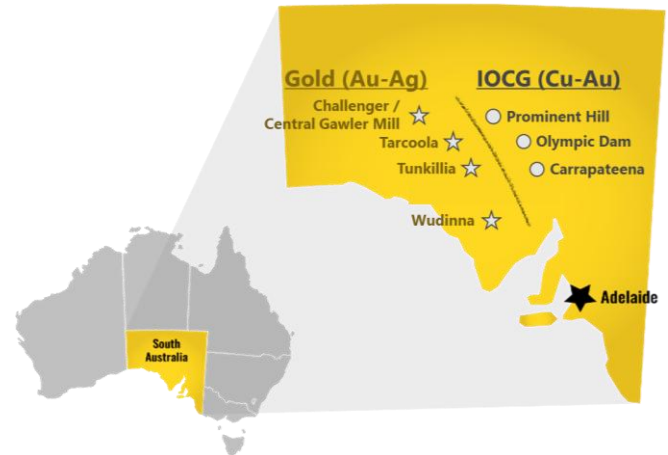 Gold (Au-Ag)
IOCG (Cu-Au)
Challenger /
Central Gawler Mill
Prominent Hill
Tarcoola
Olympic Dam
Tunkillia
Carrapateena
Wudinna
Adelaide
South
Australia